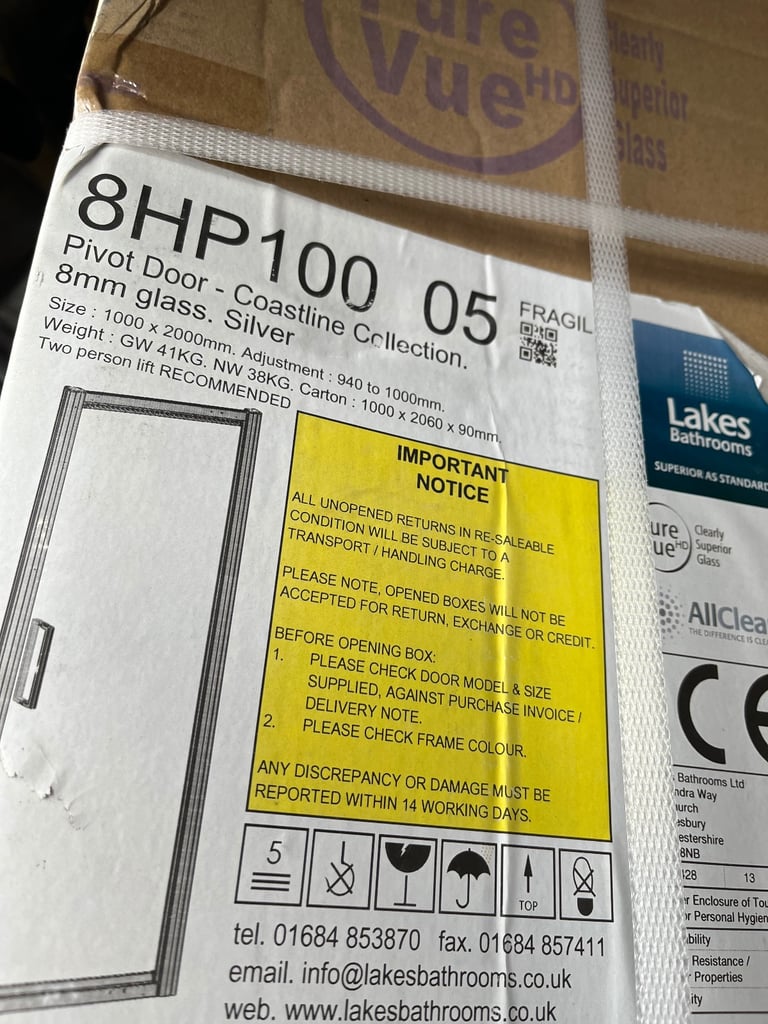 Pure
Vue HD
Clearly
Superior
Glass
8HP100 05
FRAGIL
Pivot Door - Coastline Collection.
8mm glass. Silver
Size : 1000 x 2000mm. Adjustment : 940 to 1000mm.
Weight : GW 41KG. NW 38KG. Carton : 1000 x 2060 x 90mm.
Two person lift RECOMMENDED
IMPORTANT
NOTICE
ALL UNOPENED RETURNS IN RE-SALEABLE
CONDITION WILL BE SUBJECT TO A
TRANSPORT / HANDLING CHARGE.
PLEASE NOTE, OPENED BOXES WILL NOT BE
ACCEPTED FOR RETURN, EXCHANGE OR CREDIT.
BEFORE OPENING BOX:
1. PLEASE CHECK DOOR MODEL & SIZE
SUPPLIED, AGAINST PURCHASE INVOICE /
DELIVERY NOTE.
2. PLEASE CHECK FRAME COLOUR.
ANY DISCREPANCY OR DAMAGE MUST BE
REPORTED WITHIN 14 WORKING DAYS.
5
TOP
tel. 01684 853870 fax. 01684 857411
email. info@lakesbathrooms.co.uk
web. www.lakesbathrooms.co.uk
Lakes
Bathrooms
SUPERIOR AS STANDARD
ure
ue HD
Clearly
Superior
Glass
AllClea
THE DIFFERENCE IS CLEA
CE
Bathrooms Ltd
ndra Way
urch
esbury
estershire
8NB
428 13
r Enclosure of Tou
r Personal Hygien
bility
Resistance /
Properties
ity